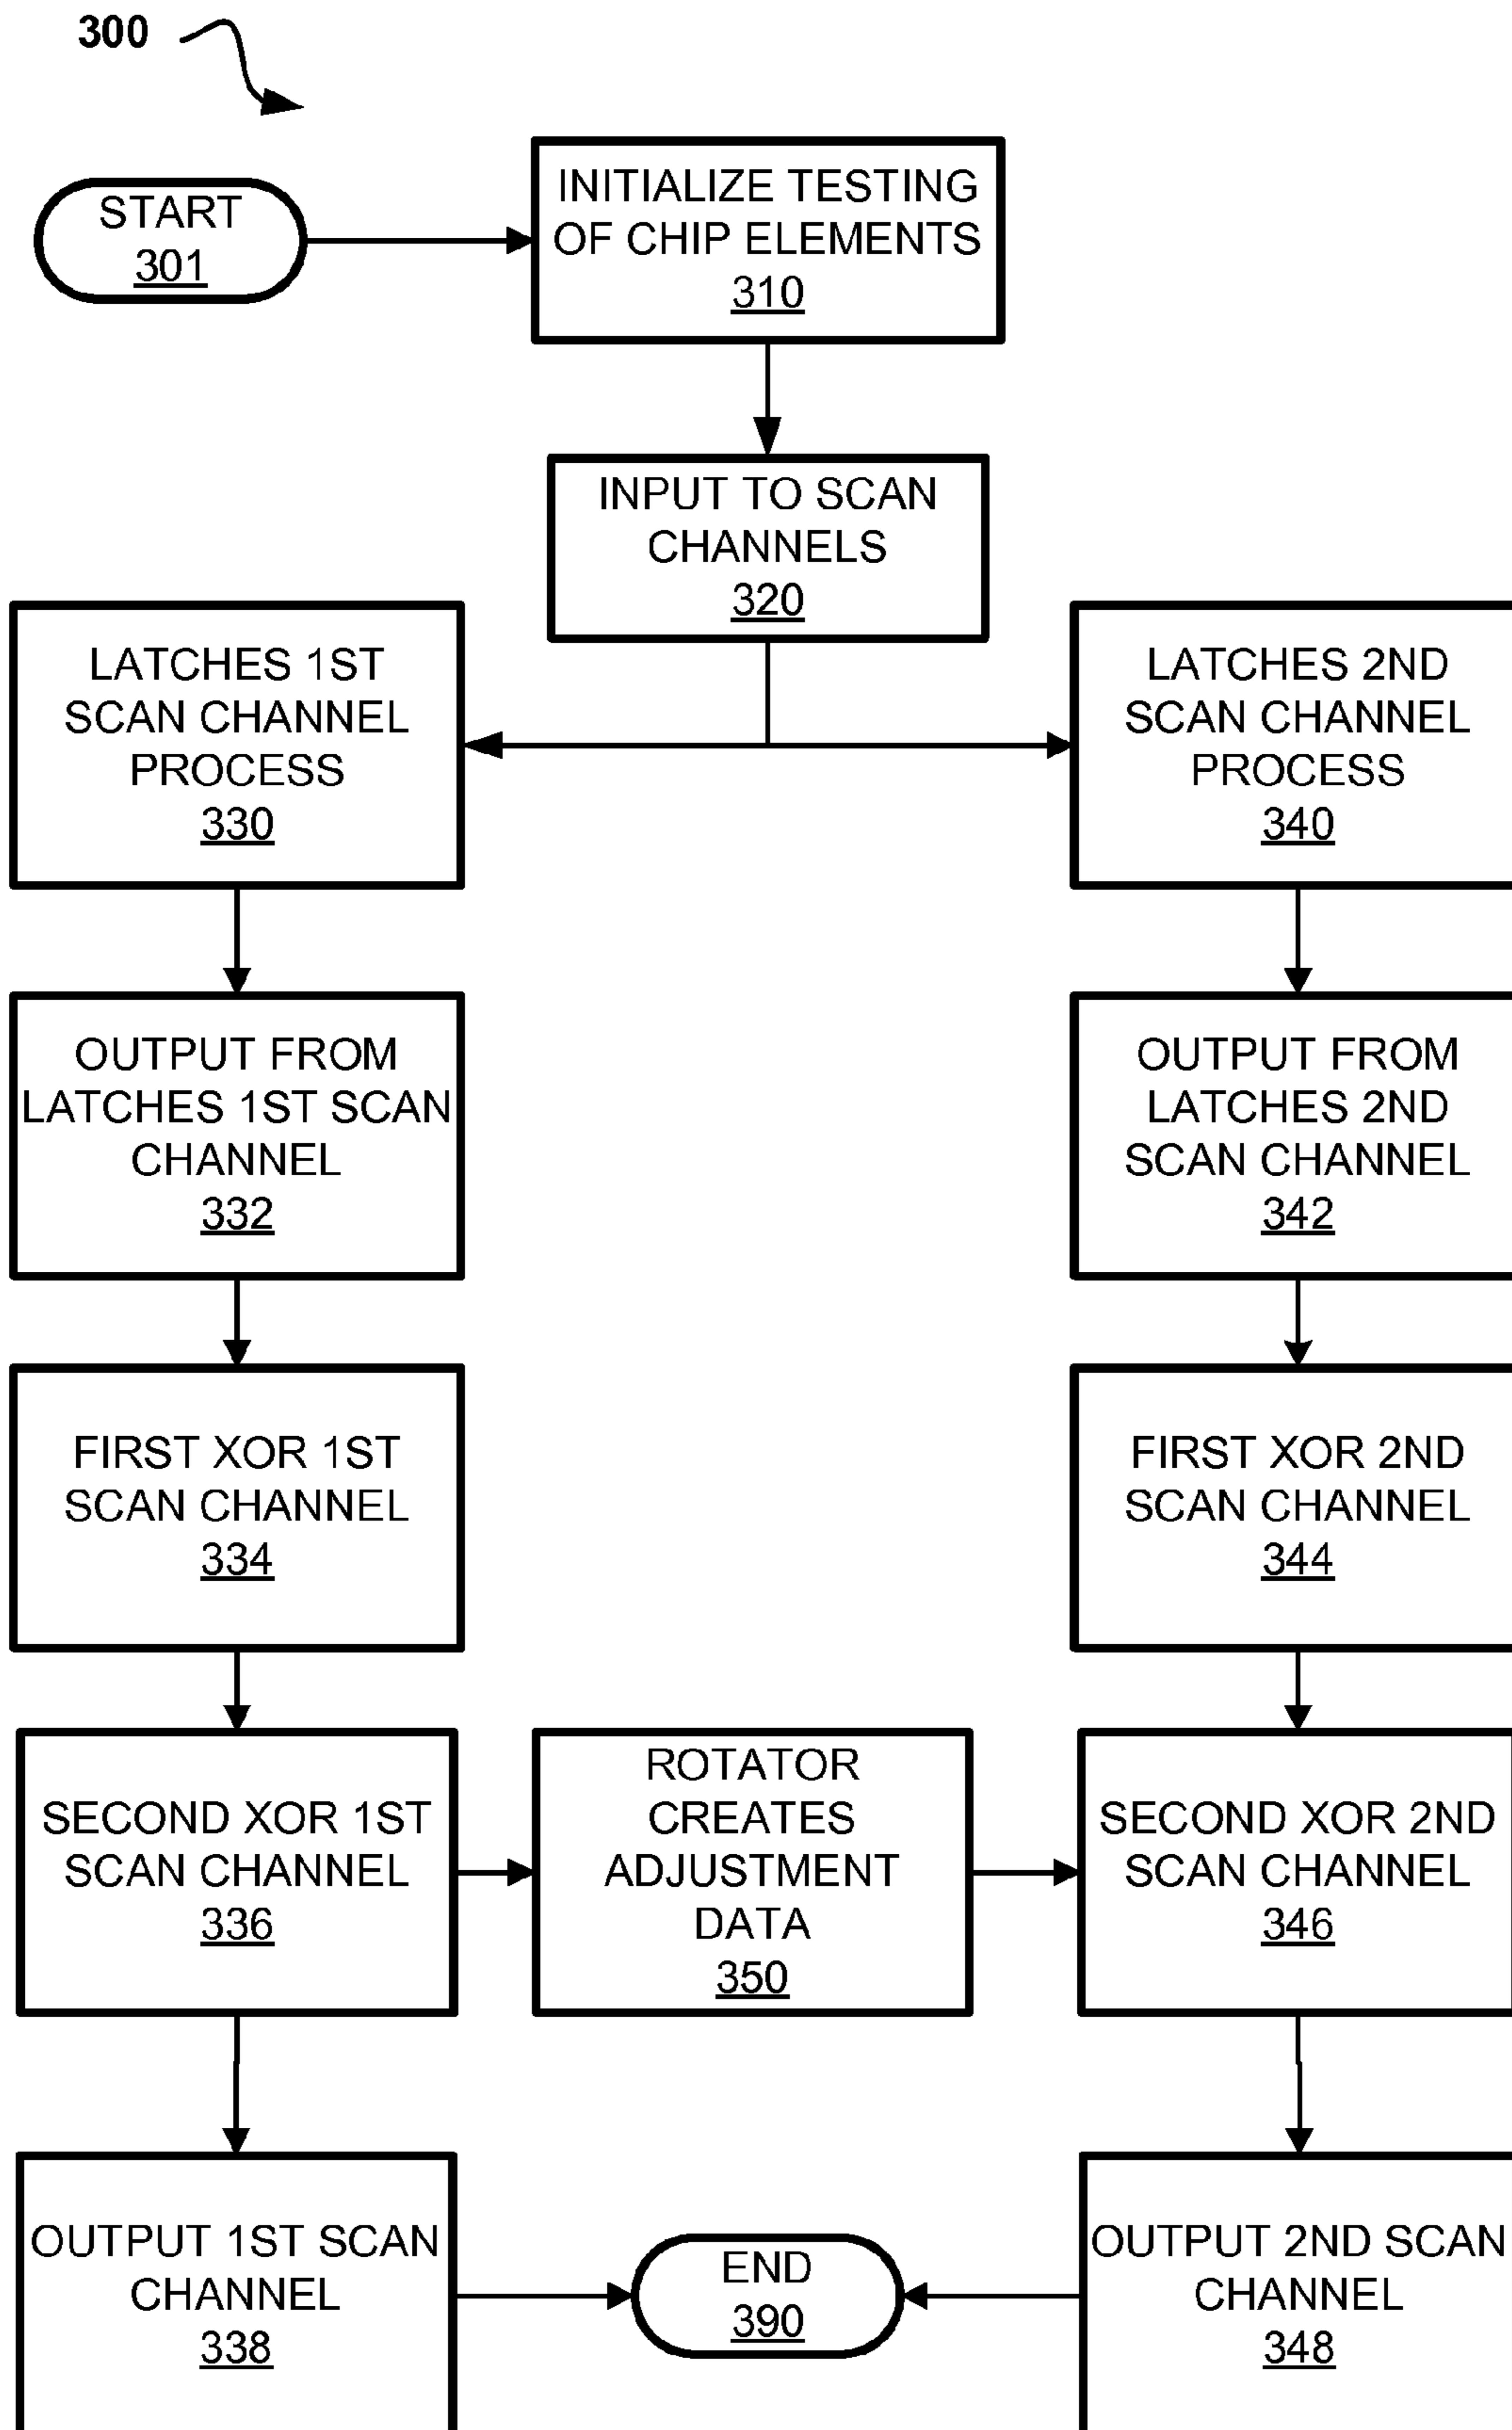 300
START
301
INITIALIZE TESTING
OF CHIP ELEMENTS
310
INPUT TO SCAN
CHANNELS
320
LATCHES 1ST
SCAN CHANNEL
PROCESS
330
LATCHES 2ND
SCAN CHANNEL
PROCESS
340
OUTPUT FROM
LATCHES 1ST SCAN
CHANNEL
332
OUTPUT FROM
LATCHES 2ND
SCAN CHANNEL
342
FIRST XOR 1ST
SCAN CHANNEL
334
FIRST XOR 2ND
SCAN CHANNEL
344
SECOND XOR 1ST
SCAN CHANNEL
336
ROTATOR
CREATES
ADJUSTMENT
DATA
350
SECOND XOR 2ND
SCAN CHANNEL
346
OUTPUT 1ST SCAN
CHANNEL
338
END
390
OUTPUT 2ND SCAN
CHANNEL
348